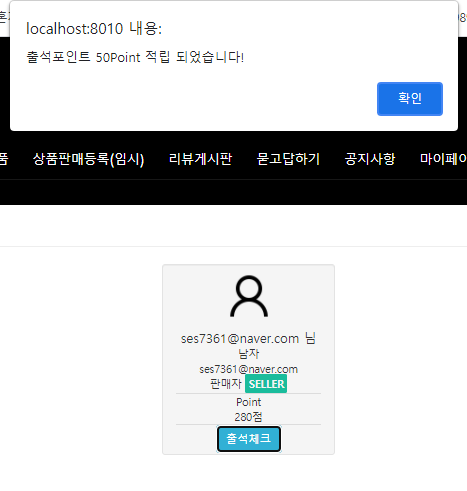 localhost:8010 내용:
출석포인트 50Point 적립 되었습니다!
확인
품 상품판매등록(임시) 리뷰게시판 묻고답하기 공지사항 마이페이
ses7361@naver.com 님
남자
ses7361@naver.com
판매자 SELLER
Point
280점
출석체크